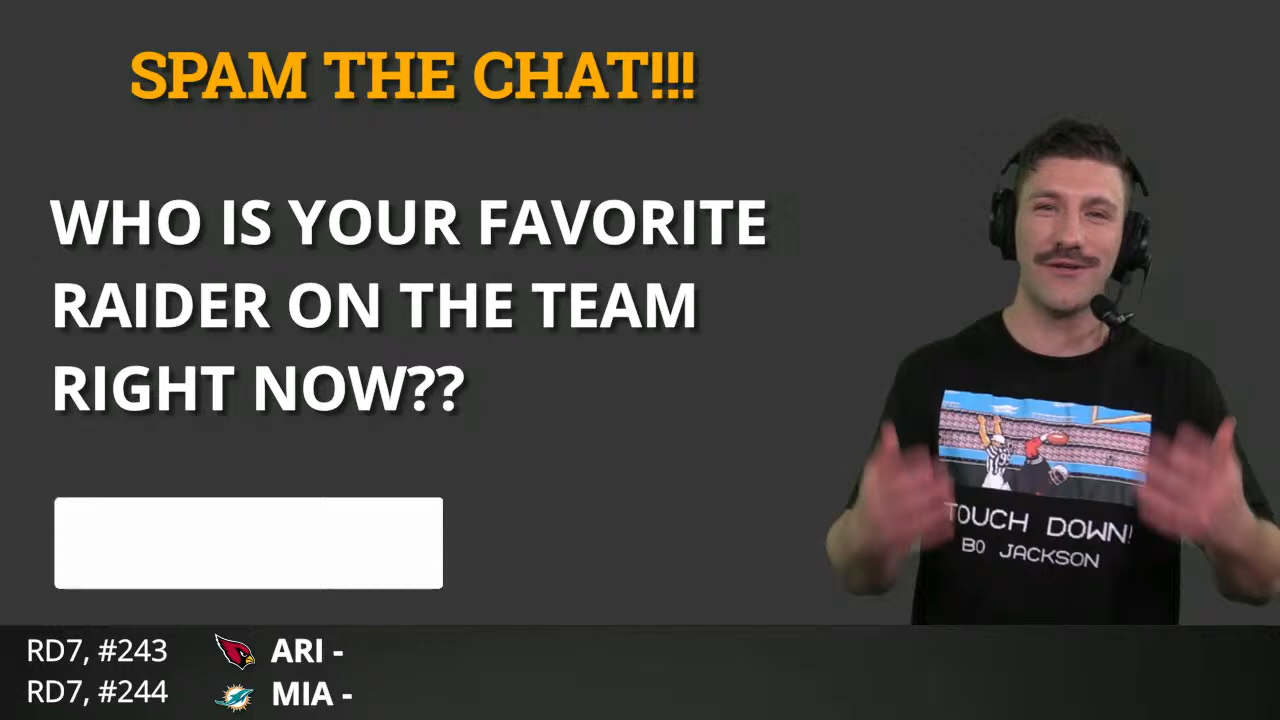 SPAM THE CHAT!!!
WHO IS YOUR FAVORITE
RAIDER ON THE TEAM
RIGHT NOW??
TOUCH DOWN!
BO JACKSON
RD7, #243 ARI -
RD7, #244 MIA -